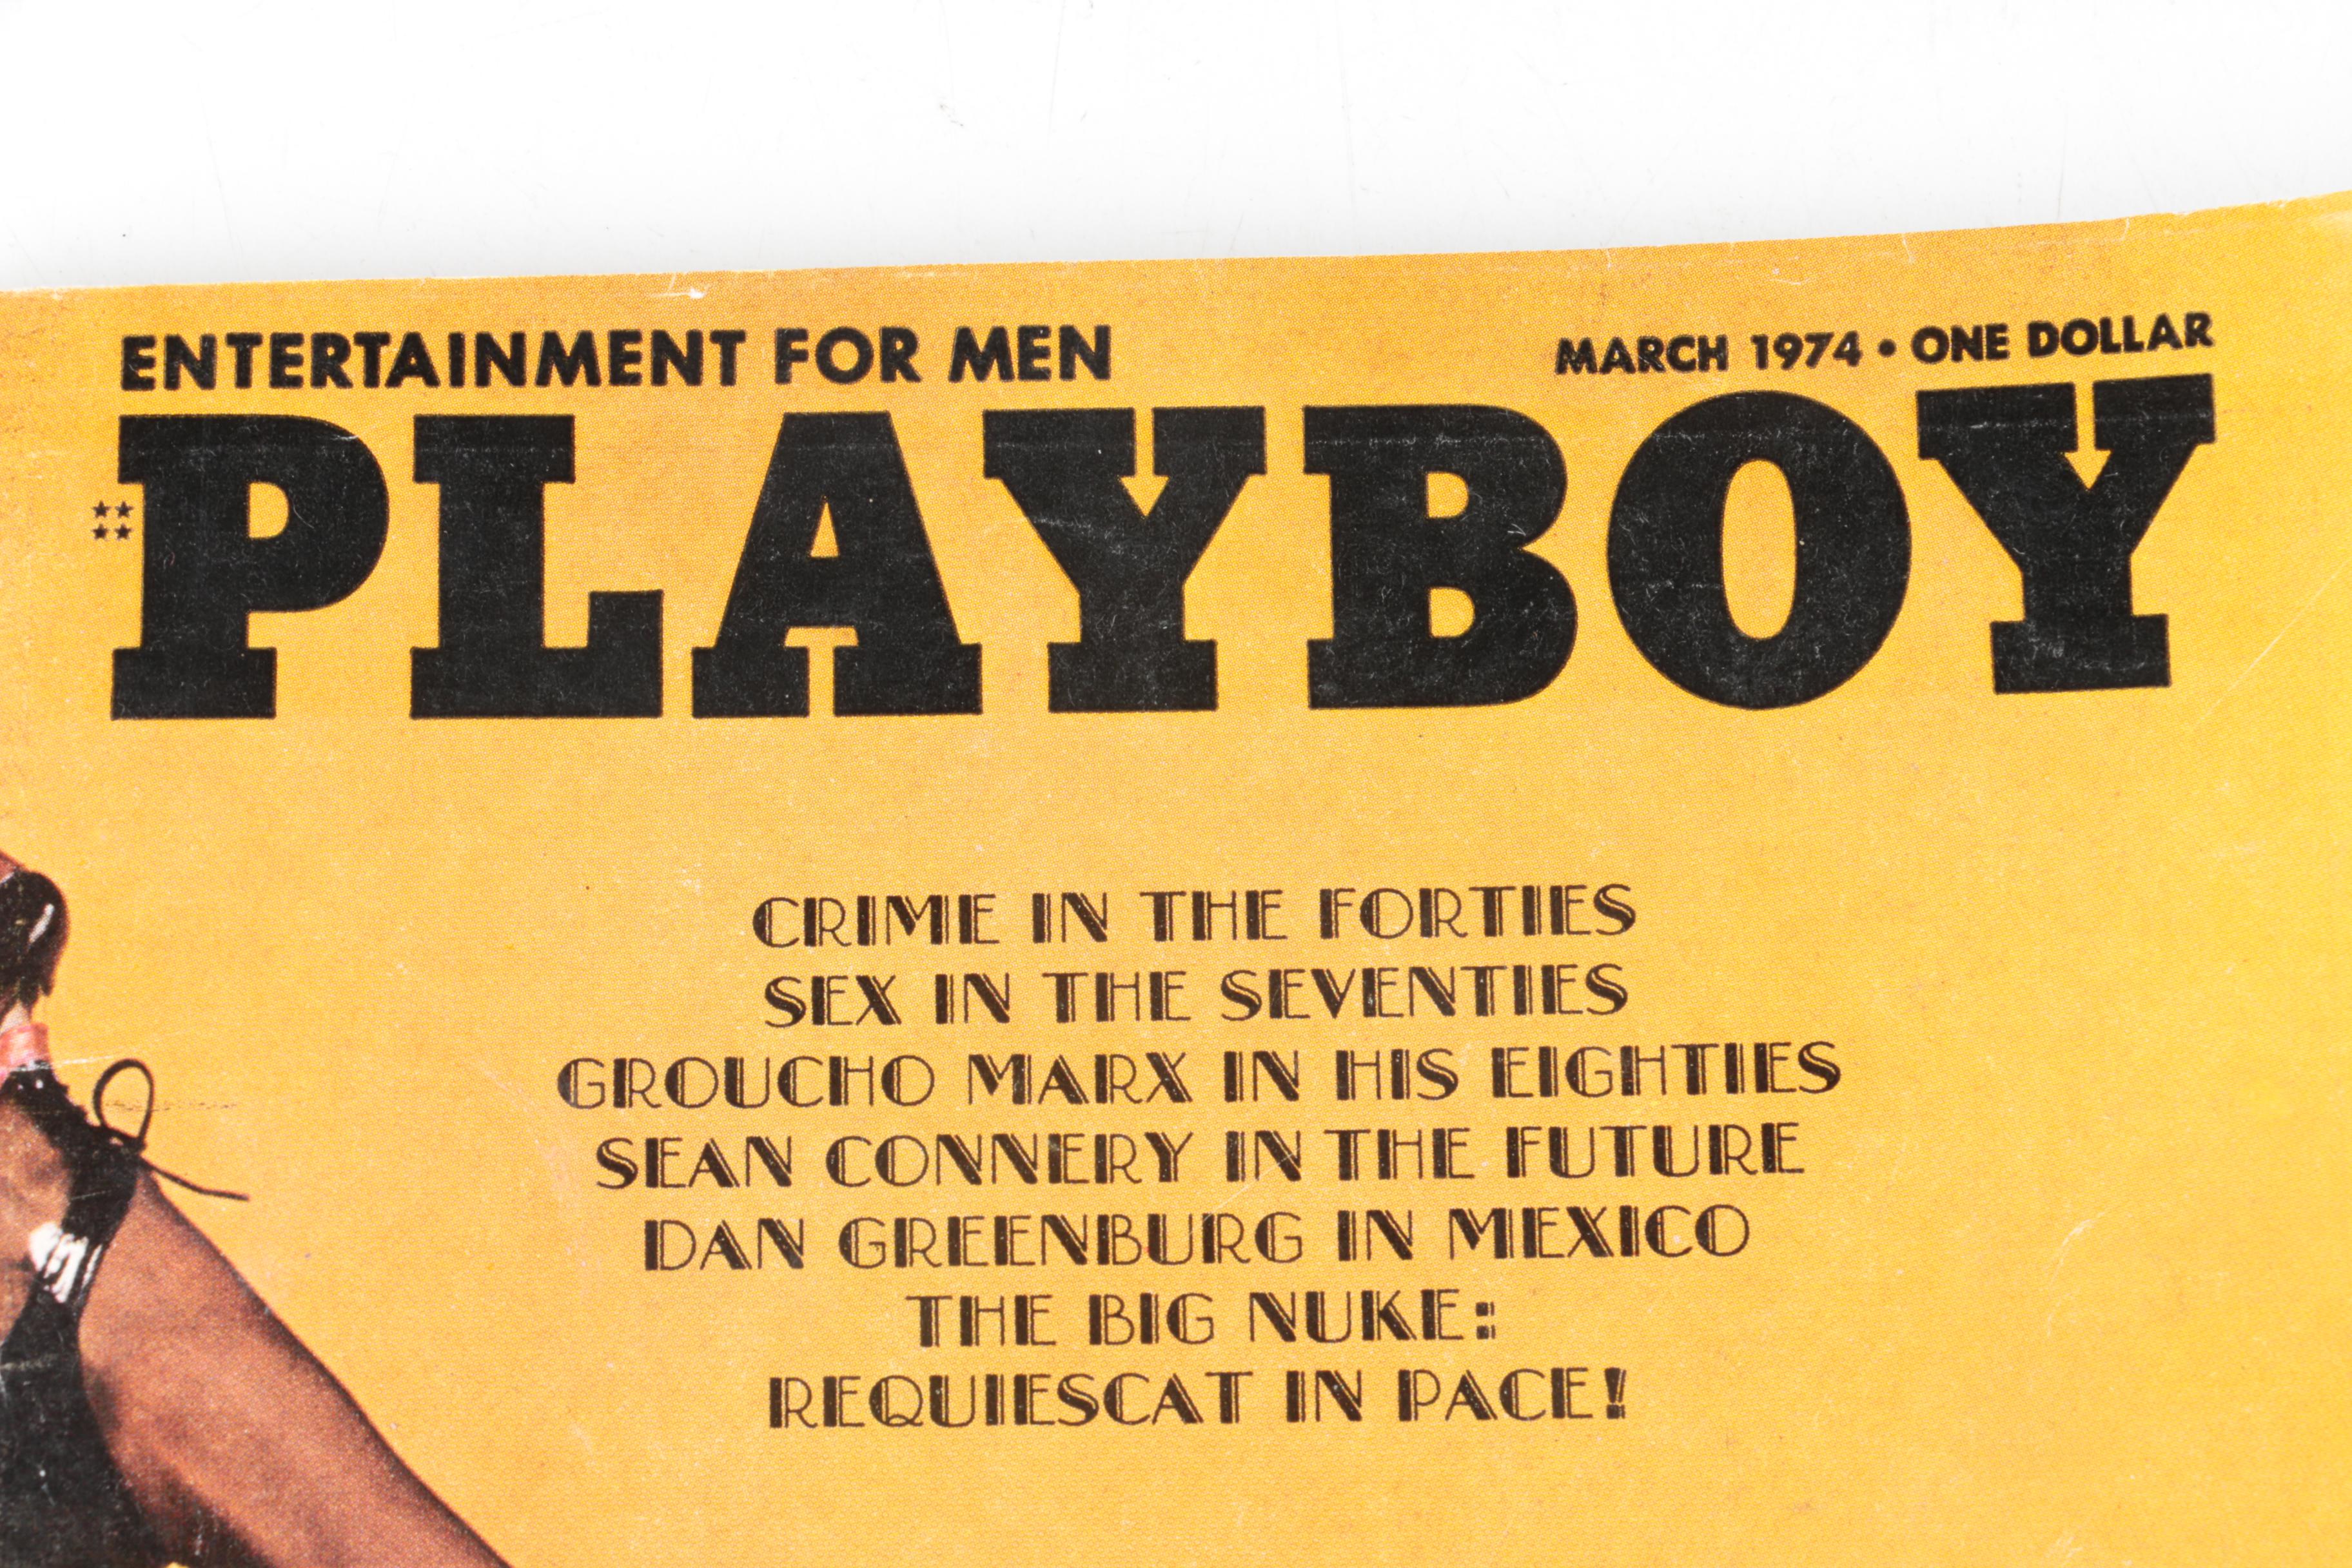 ENTERTAINMENT FOR MEN
MARCH 1974 • ONE DOLLAR
PLAYBOY
CRIME IN THE FORTIES
SEX IN THE SEVENTIES
GROUCHO MARX IN HIS EIGHTIES
SEAN CONNERY IN THE FUTURE
DAN GREENBURG IN MEXICO
THE BIG NUKE:
REQUIESCAT IN PACE!